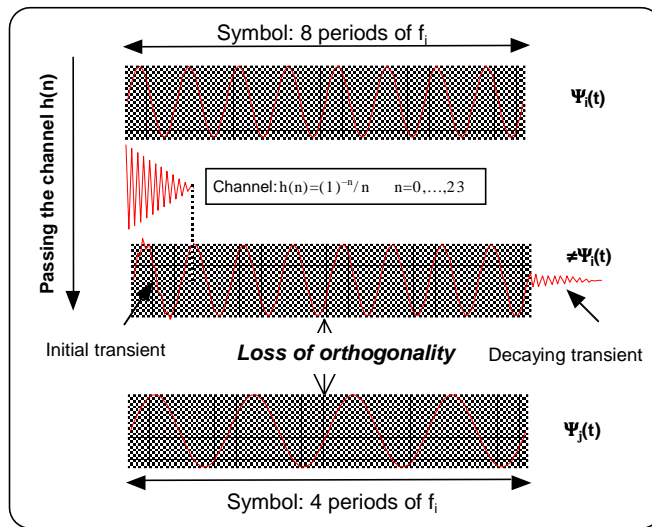 Symbol: 8 periods of fi
Passing the channel h(n)
Ψi(t)
Channel: h(n)=(1)^-n/n n=0,...,23
≠Ψi(t)
Initial transient
Loss of orthogonality
Decaying transient
Ψj(t)
Symbol: 4 periods of fi